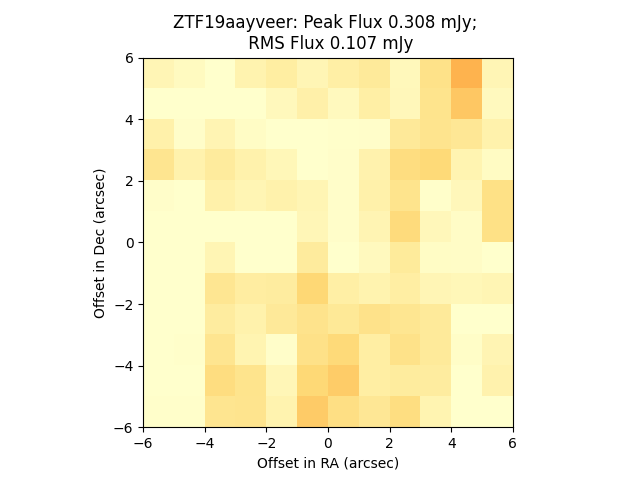 ZTF19aayveer: Peak Flux 0.308 mJy;
RMS Flux 0.107 mJy
6
4
2
0
−2
−4
−6
Offset in Dec (arcsec)
−6 −4 −2 0 2 4 6
Offset in RA (arcsec)